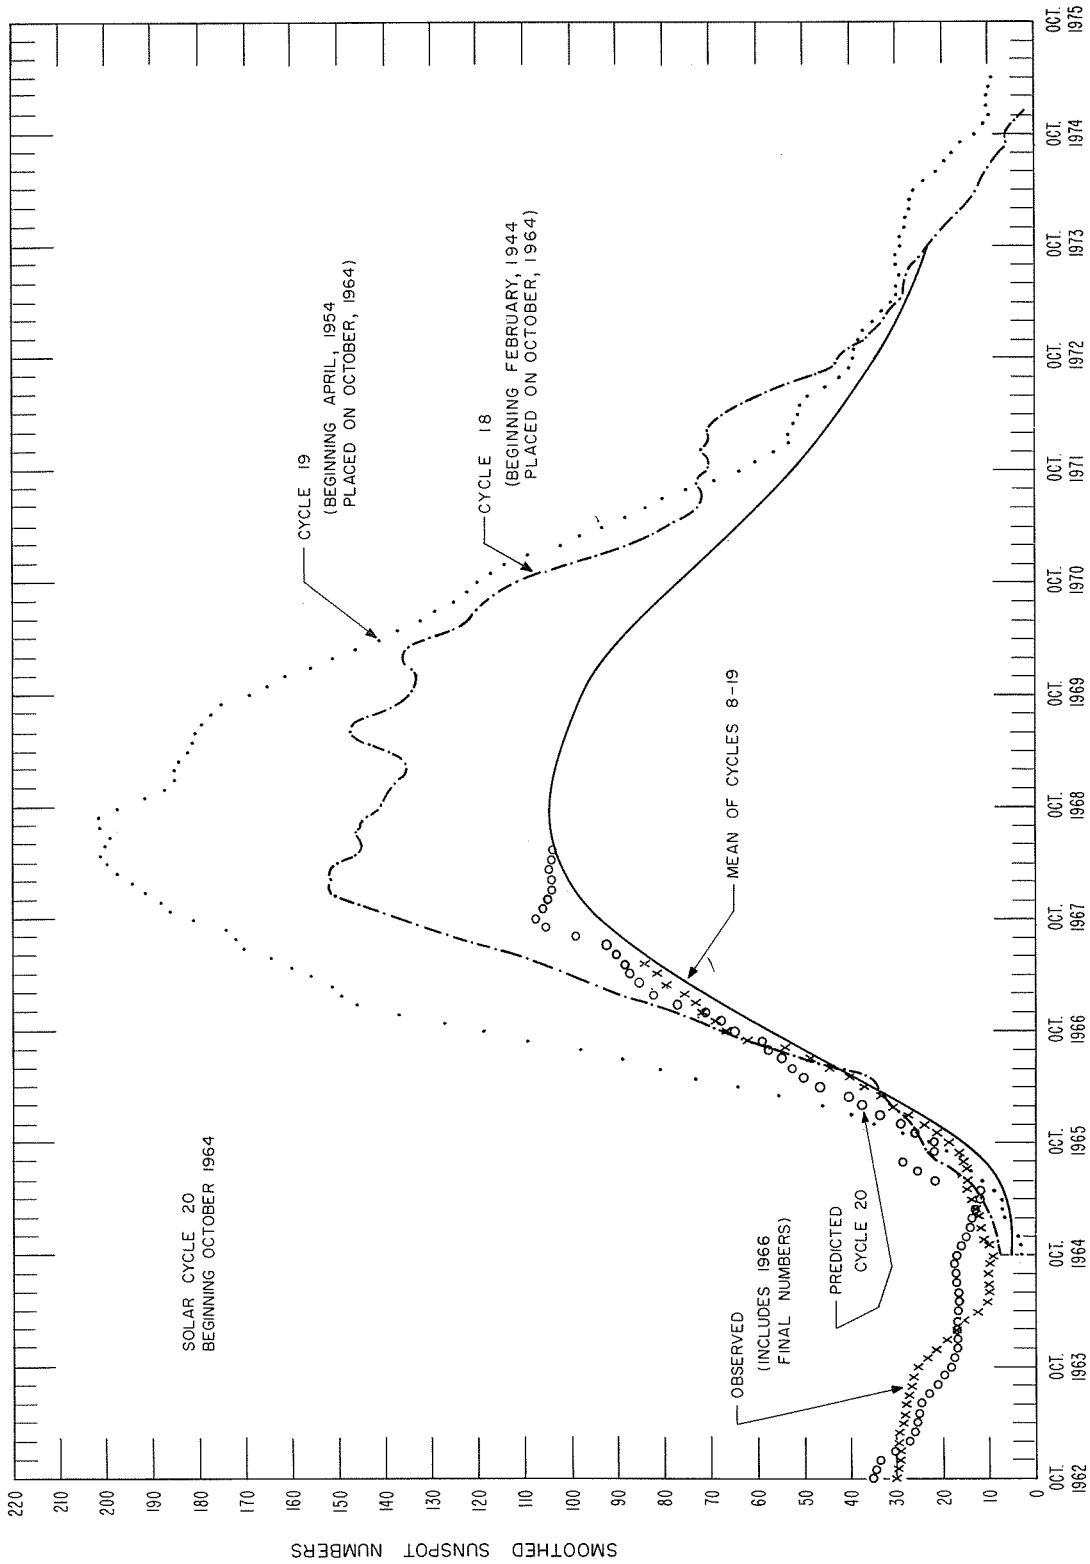 SOLAR CYCLE 20
BEGINNING OCTOBER 1964
CYCLE 19
(BEGINNING APRIL, 1954
PLACED ON OCTOBER, 1964)
CYCLE 18
(BEGINNING FEBRUARY, 1944
PLACED ON OCTOBER, 1964)
MEAN OF CYCLES 8-19
OBSERVED
(INCLUDES 1966
FINAL NUMBERS)
PREDICTED
CYCLE 20
SMOOTHED SUNSPOT NUMBERS
220
210
200
190
180
170
160
150
140
130
120
110
100
90
80
70
60
50
40
30
20
10
0
OCT.
1962
OCT.
1963
OCT.
1964
OCT.
1965
OCT.
1966
OCT.
1967
OCT.
1968
OCT.
1969
OCT.
1970
OCT.
1971
OCT.
1972
OCT.
1973
OCT.
1974
OCT.
1975